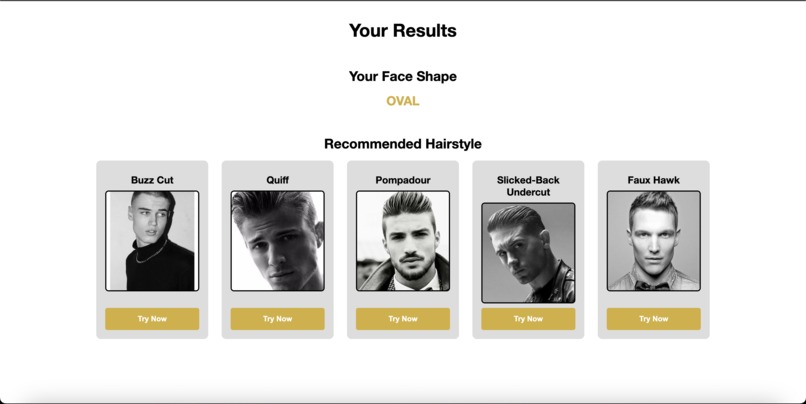 Your Results
Your Face Shape
OVAL
Recommended Hairstyle
Buzz Cut
Quiff
Pompadour
Slicked-Back
Undercut
Faux Hawk
Try Now
Try Now
Try Now
Try Now
Try Now